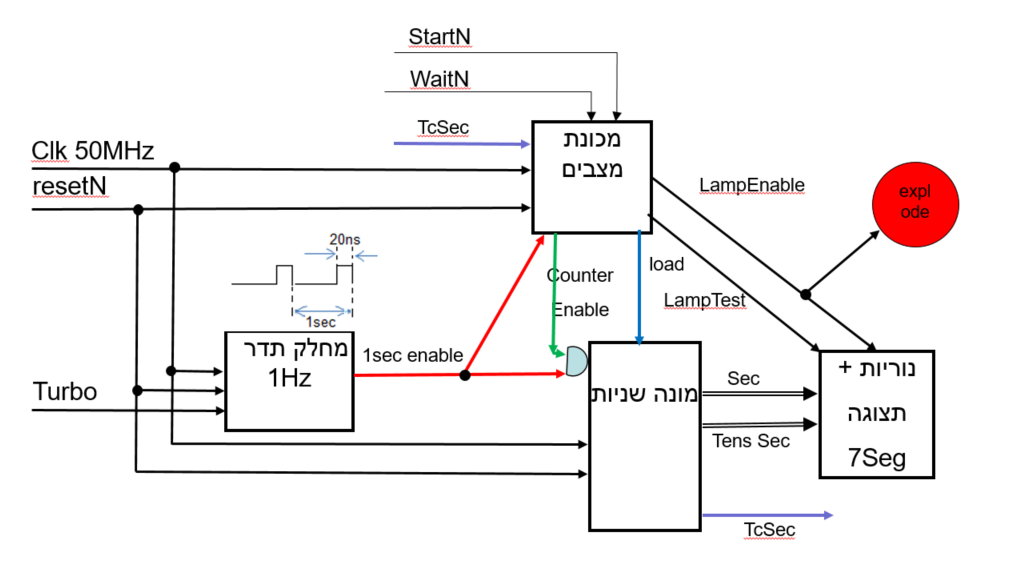 StartN
WaitN
TcSec
Clk 50MHz
resetN
מכונת
מצבים
LampEnable
expl
ode
20ns
1sec
Counter
Enable
load
LampTest
מחלק תדר
1Hz
1sec enable
Turbo
מונה שניות
Sec
Tens Sec
נוריות +
תצוגה
7Seg
TcSec